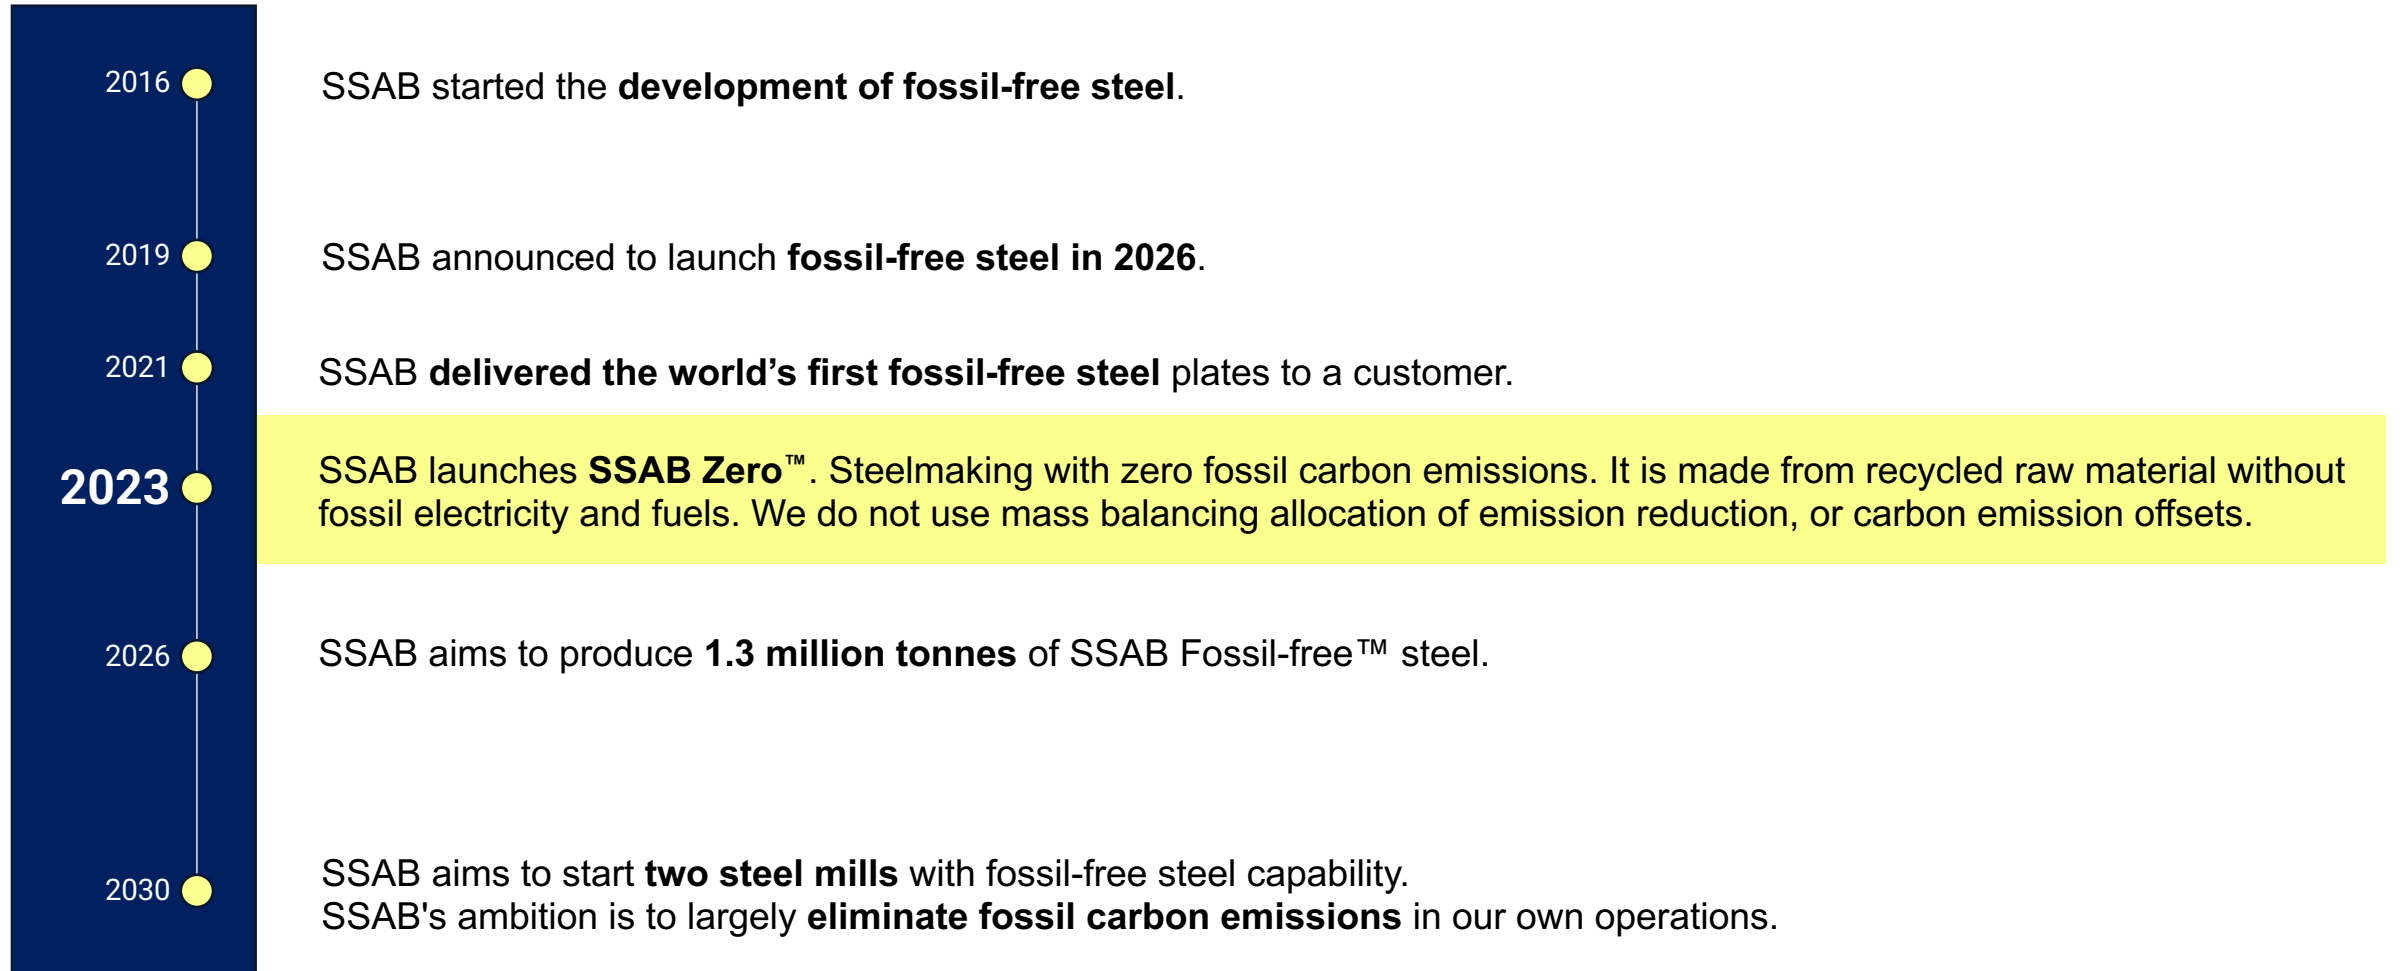 2016
SSAB started the development of fossil-free steel.
2019
SSAB announced to launch fossil-free steel in 2026.
2021
SSAB delivered the world’s first fossil-free steel plates to a customer.
2023
SSAB launches SSAB Zero™. Steelmaking with zero fossil carbon emissions. It is made from recycled raw material without
fossil electricity and fuels. We do not use mass balancing allocation of emission reduction, or carbon emission offsets.
2026
SSAB aims to produce 1.3 million tonnes of SSAB Fossil-free™ steel.
2030
SSAB aims to start two steel mills with fossil-free steel capability.
SSAB's ambition is to largely eliminate fossil carbon emissions in our own operations.